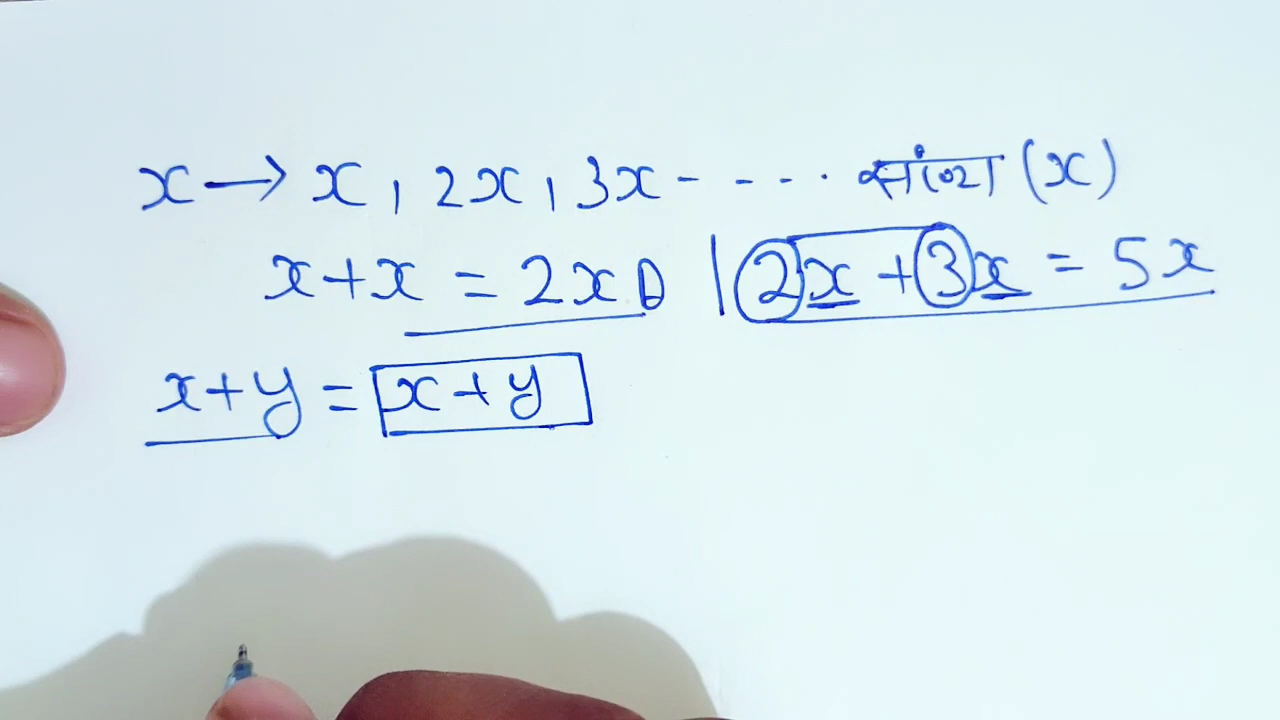 x → x, 2x, 3x - - - . . . संख्या (x)
x + x = 2x | 2x + 3x = 5x
x + y = x + y